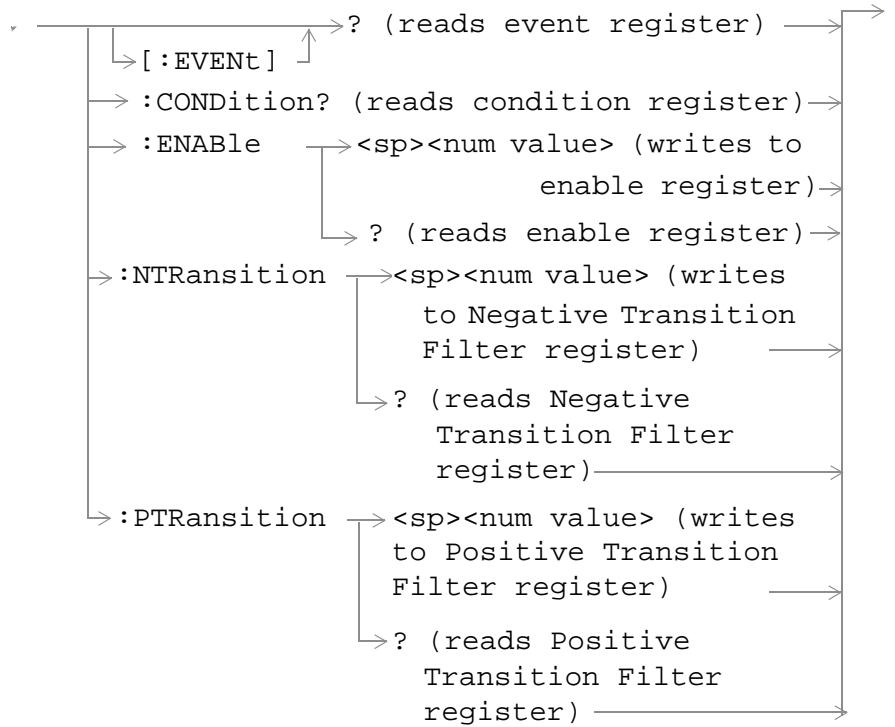 ? (reads event register)
[:EVENt]
:CONDition? (reads condition register)
:ENABle <sp><num value> (writes to
enable register)
? (reads enable register)
:NTRansition <sp><num value> (writes
to Negative Transition
Filter register)
? (reads Negative
Transition Filter
register)
:PTRansition <sp><num value> (writes
to Positive Transition
Filter register)
? (reads Positive
Transition Filter
register)